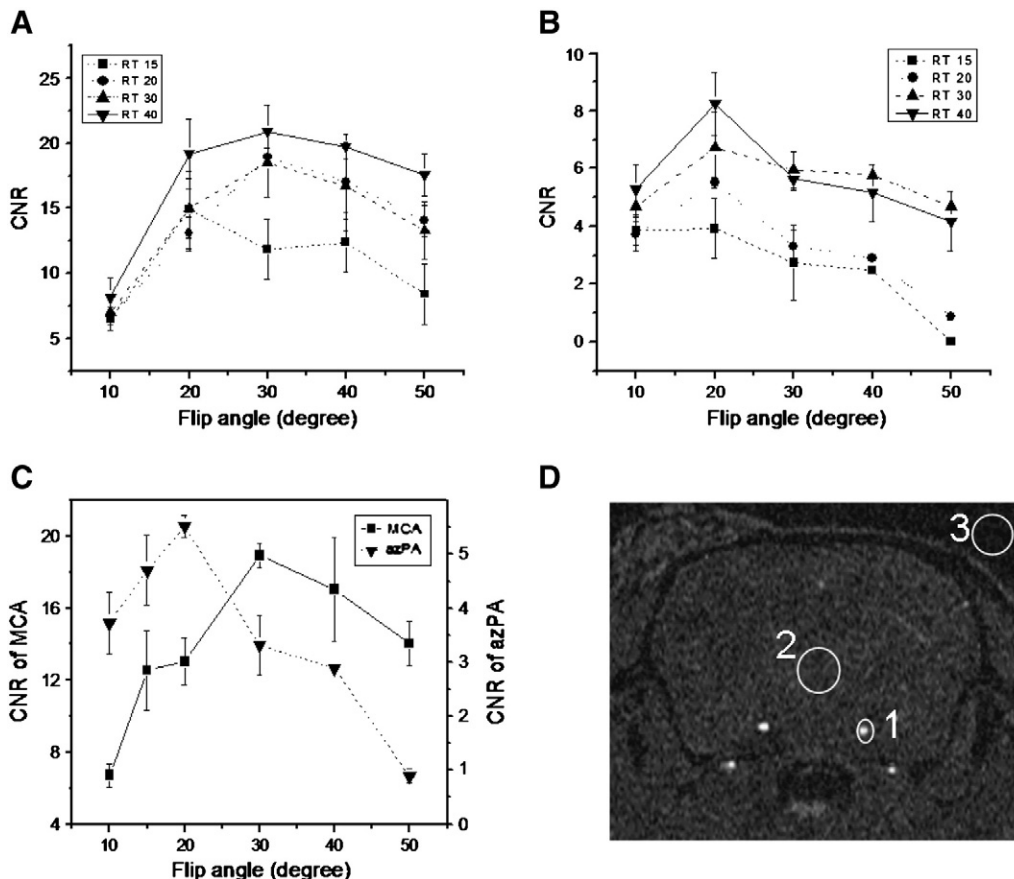 A
RT 15
RT 20
RT 30
RT 40
CNR
25
20
15
10
5
10 20 30 40 50
Flip angle (degree)
B
RT 15
RT 20
RT 30
RT 40
CNR
10
8
6
4
2
0
10 20 30 40 50
Flip angle (degree)
C
MCA
azPA
CNR of MCA
20
16
12
8
4
CNR of azPA
5
4
3
2
1
0
10 20 30 40 50
Flip angle (degree)
D
3
2
1